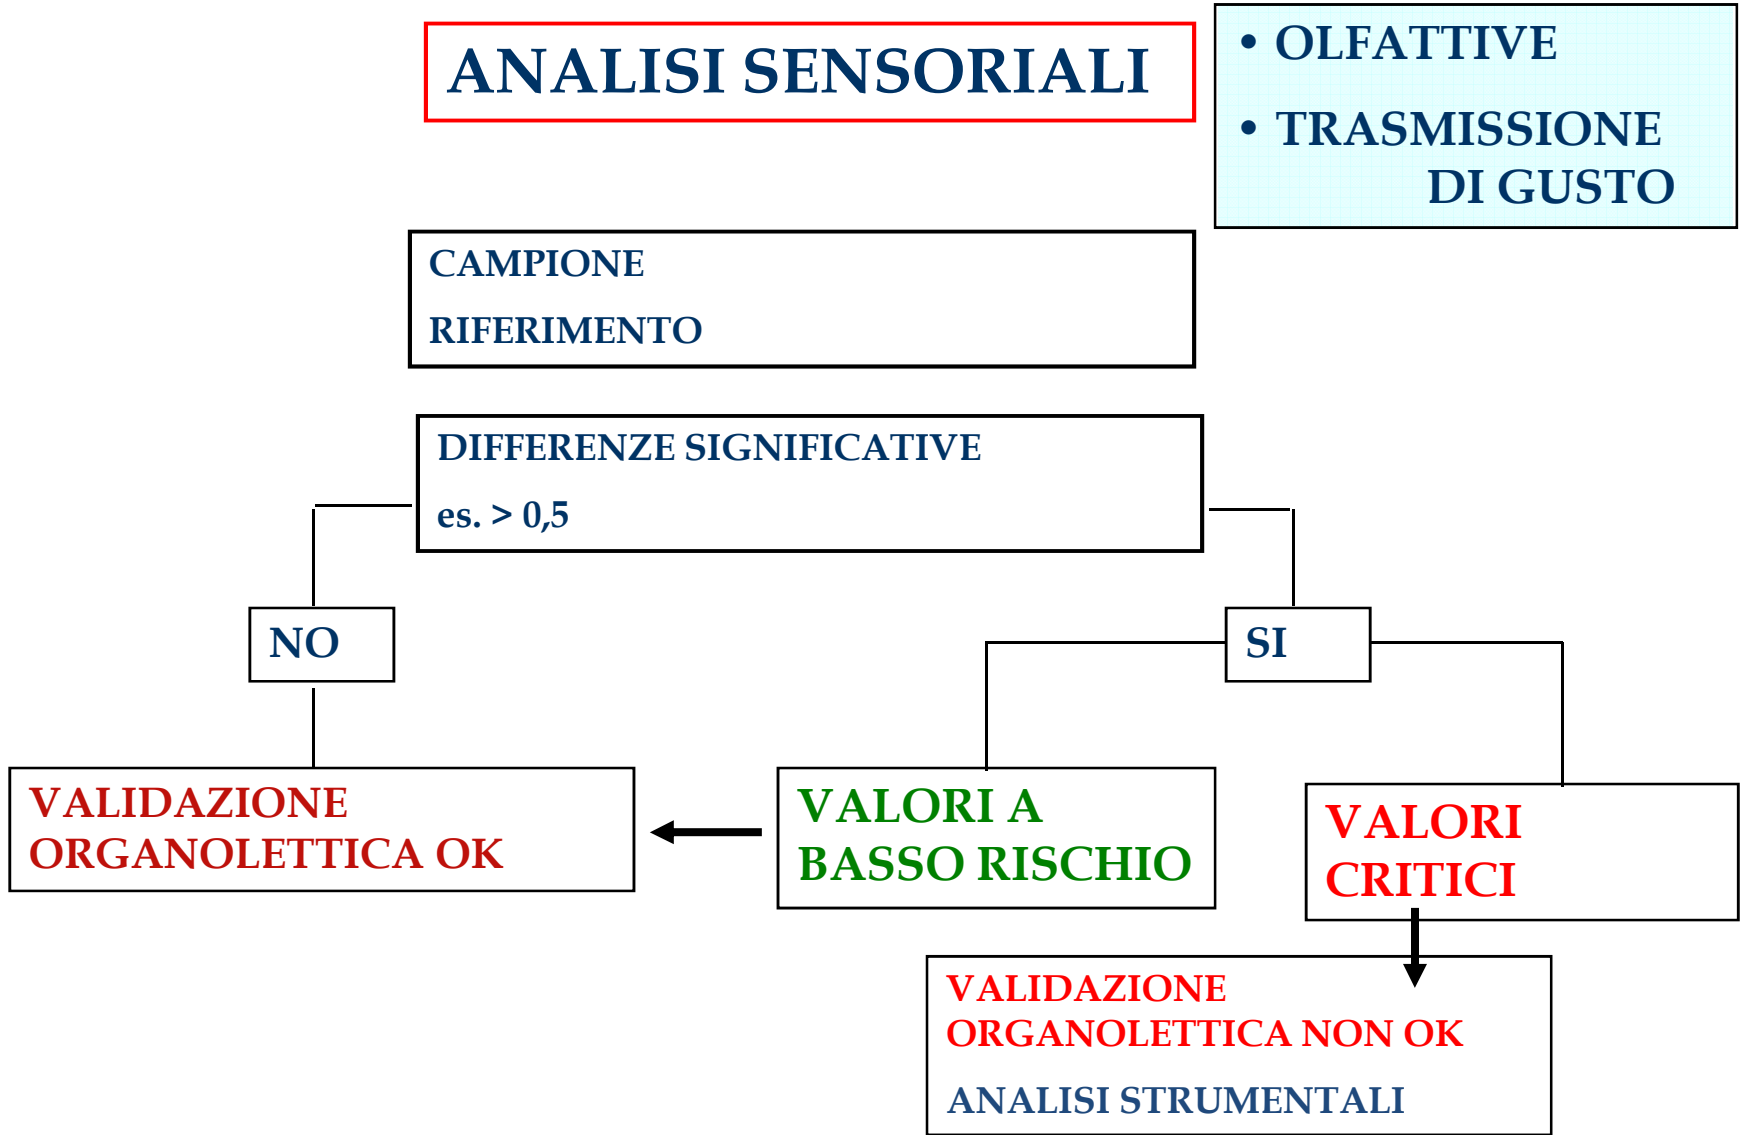 ANALISI SENSORIALI
• OLFATTIVE
• TRASMISSIONE
DI GUSTO
CAMPIONE
RIFERIMENTO
DIFFERENZE SIGNIFICATIVE
es. > 0,5
NO
SI
VALIDAZIONE
ORGANOLETTICA OK
VALORI A
BASSO RISCHIO
VALORI
CRITICI
VALIDAZIONE
ORGANOLETTICA NON OK
ANALISI STRUMENTALI